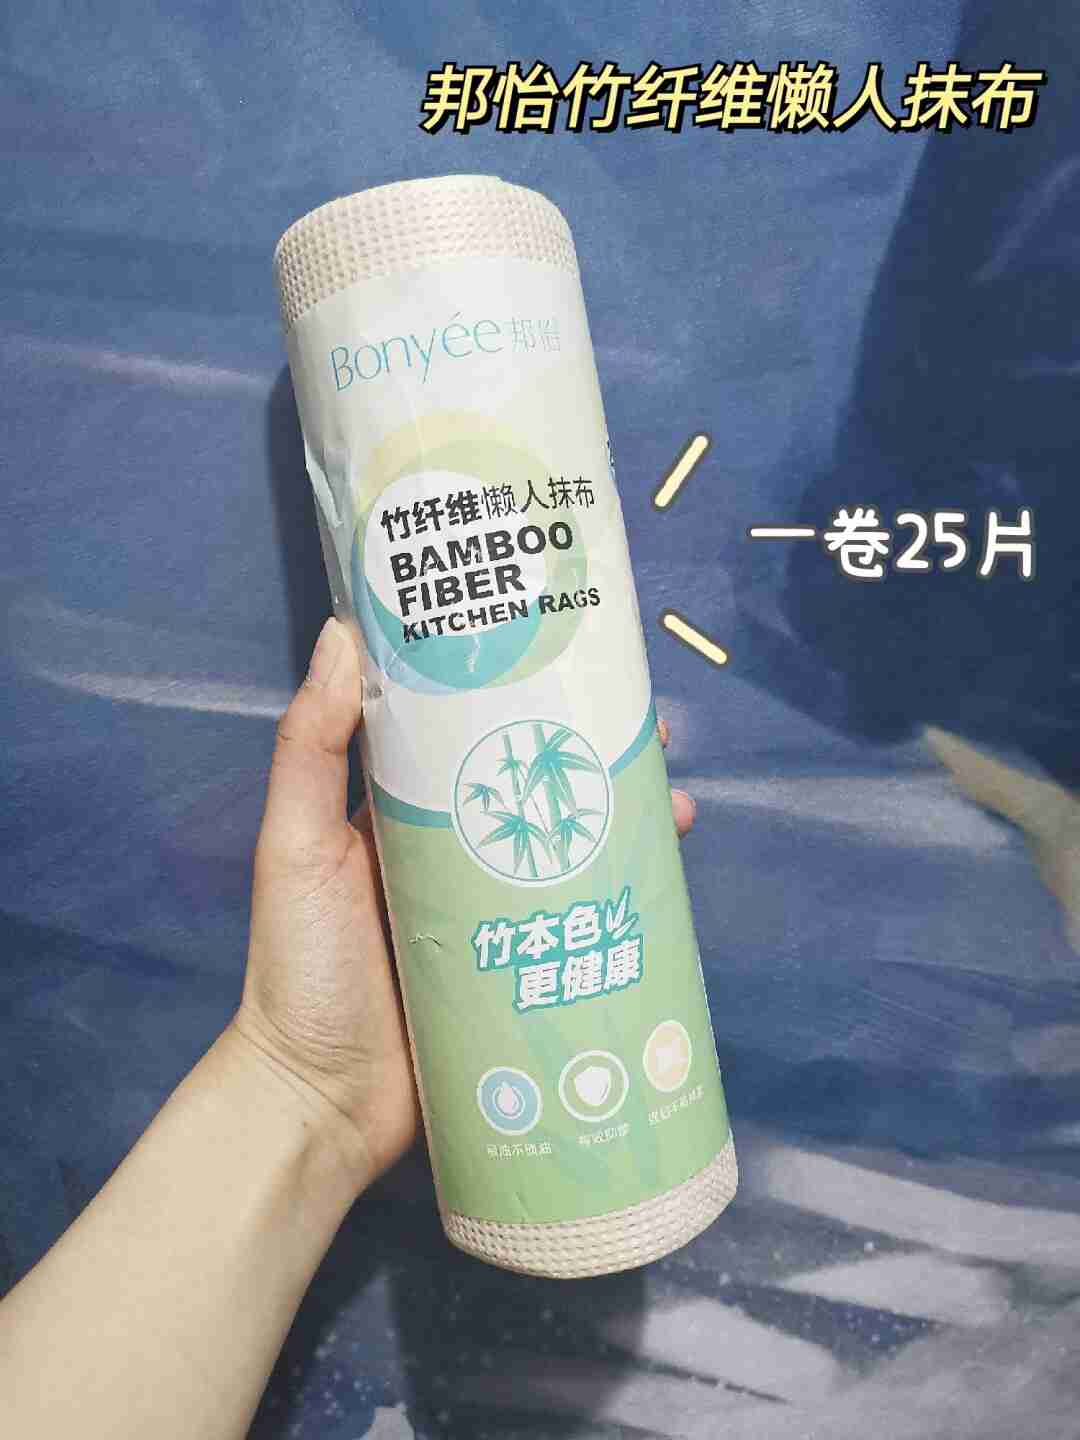 邦怡竹纤维懒人抹布
Bonyée邦怡
竹纤维懒人抹布
BAMBOO
FIBER
KITCHEN RAGS
一卷25片
竹本色
更健康